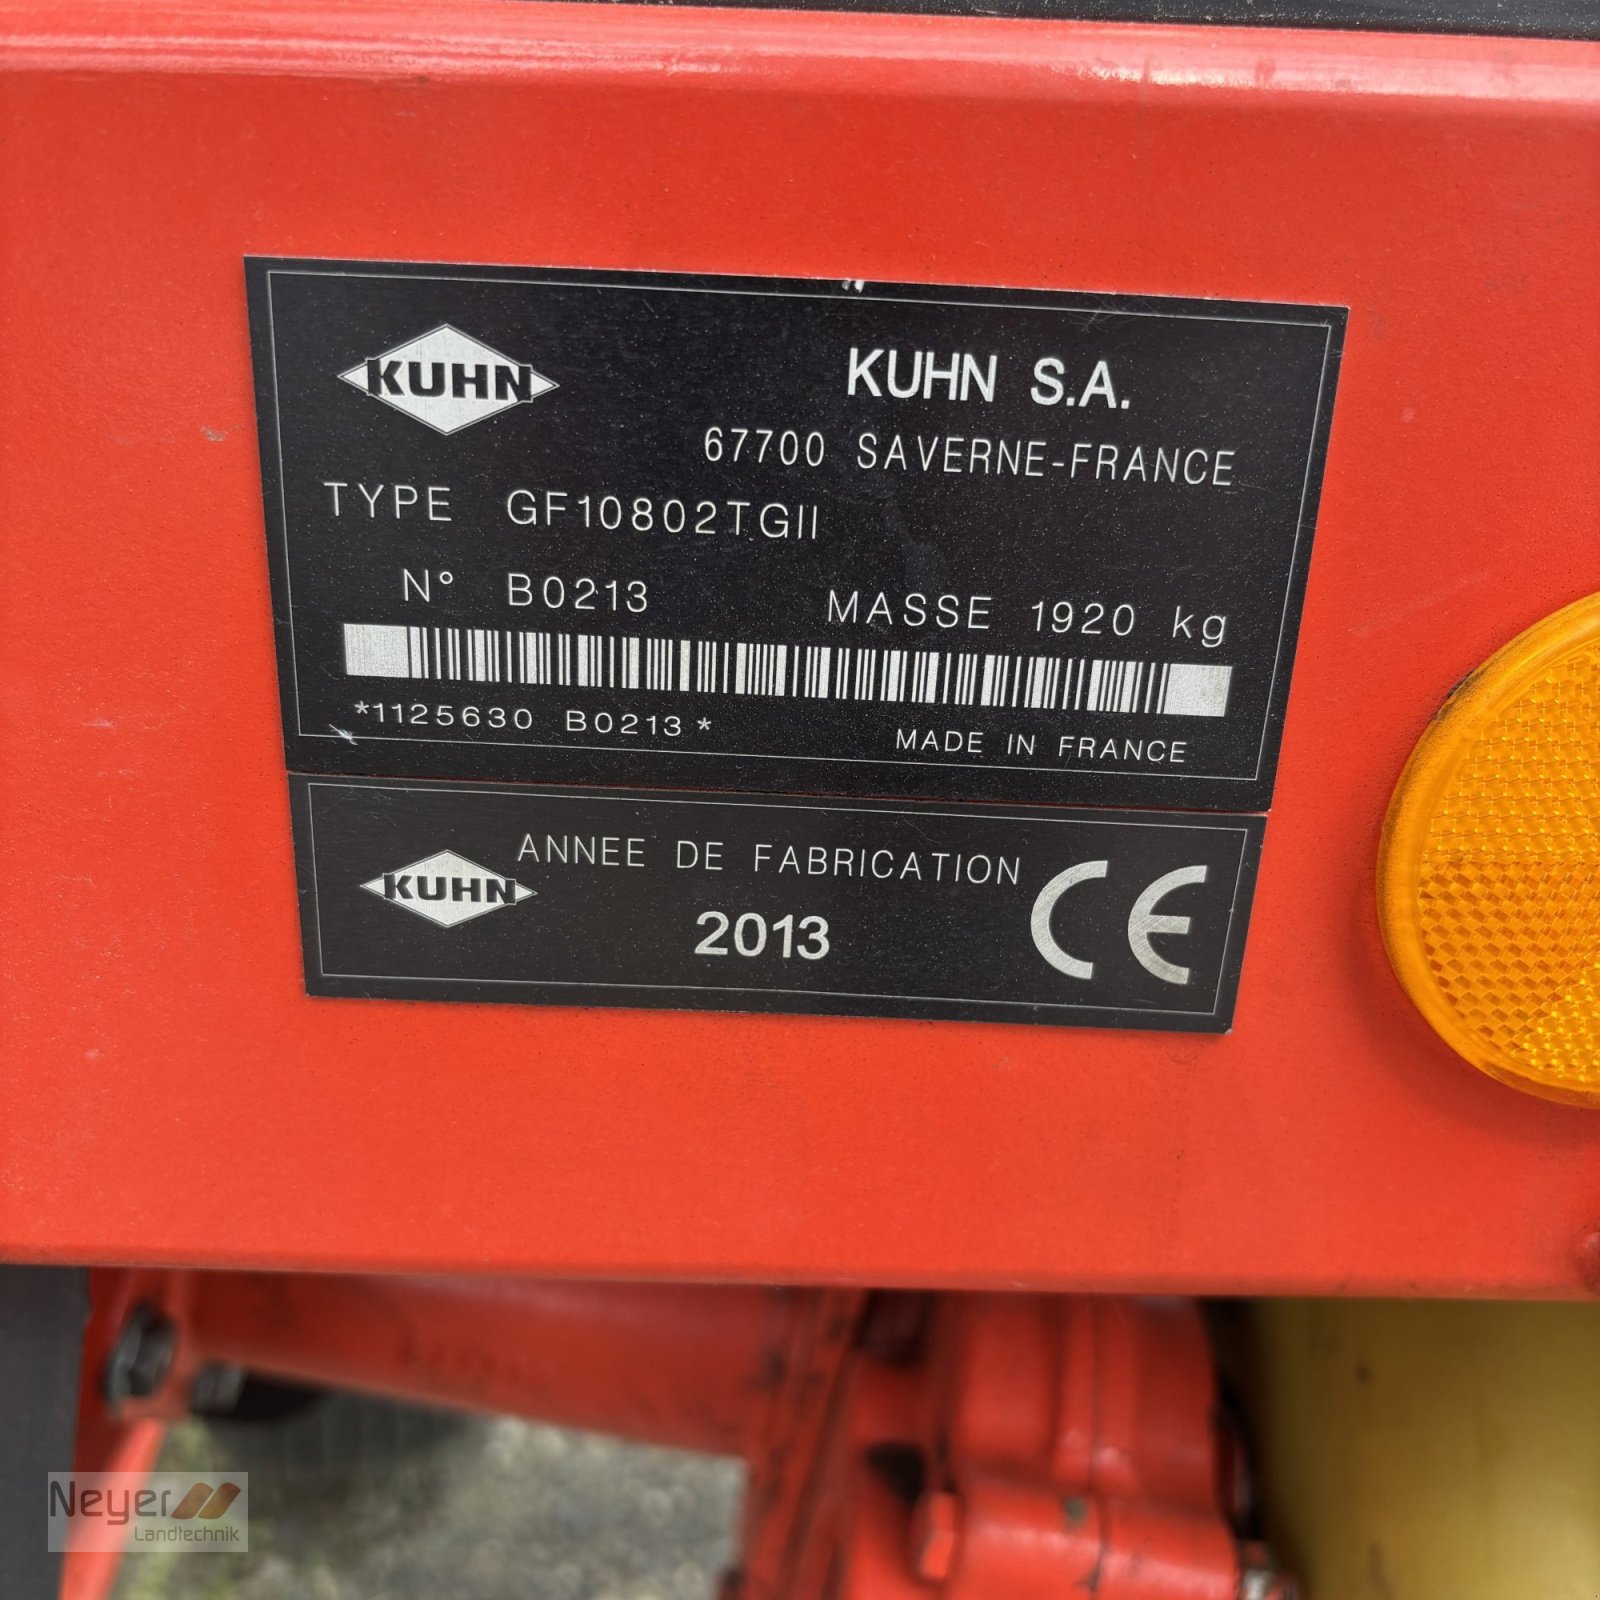 KUHN
KUHN S.A.
67700 SAVERNE-FRANCE
TYPE GF10802TGII
N° B0213 MASSE 1920 kg
*1125630 B0213*
MADE IN FRANCE
KUHN
ANNEE DE FABRICATION
2013
CE
Neyer
Landtechnik